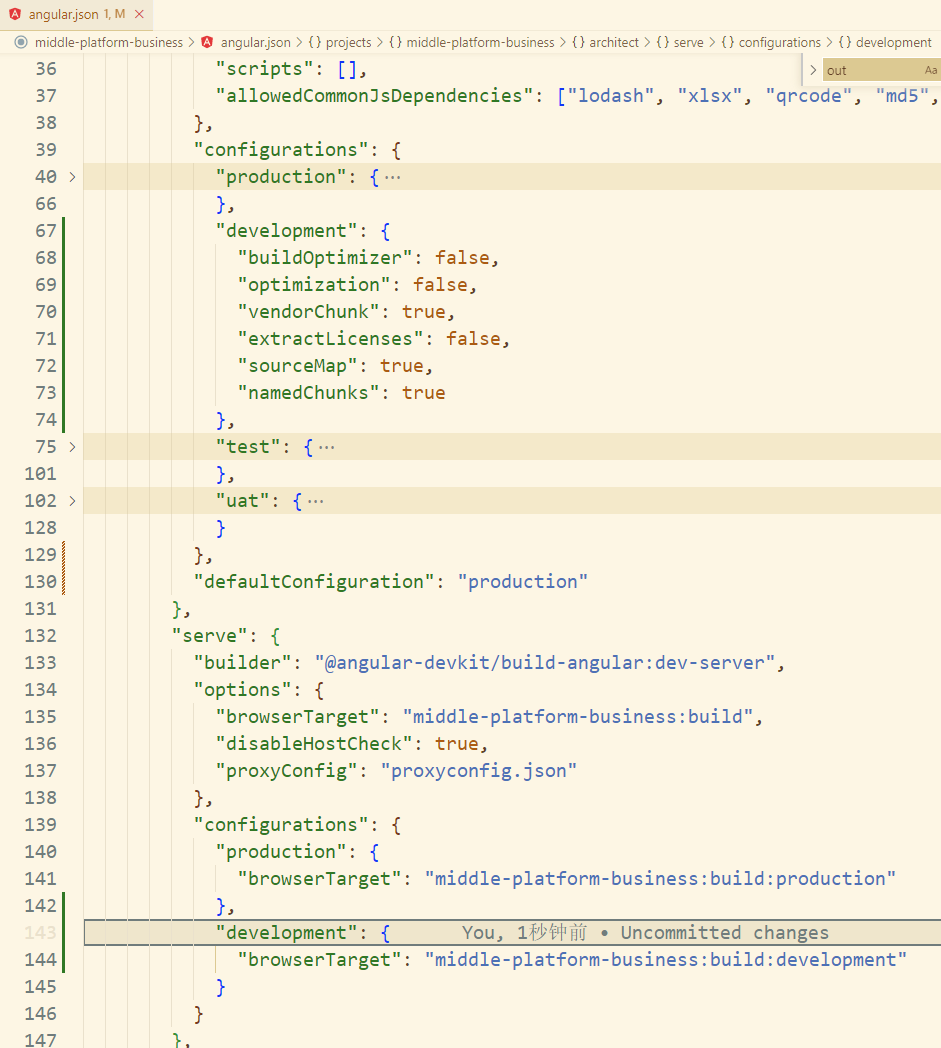 angular.json 1, M
middle-platform-business > angular.json > {} projects > {} middle-platform-business > {} architect > {} serve > {} configurations > {} development
out Aa
36 "scripts": [],
37 "allowedCommonJsDependencies": ["lodash", "xlsx", "qrcode", "md5",
38 },
39 "configurations": {
40 "production": {···
66 },
67 "development": {
68 "buildOptimizer": false,
69 "optimization": false,
70 "vendorChunk": true,
71 "extractLicenses": false,
72 "sourceMap": true,
73 "namedChunks": true
74 },
75 "test": {···
101 },
102 "uat": {···
128 }
129 },
130 "defaultConfiguration": "production"
131 },
132 "serve": {
133 "builder": "@angular-devkit/build-angular:dev-server",
134 "options": {
135 "browserTarget": "middle-platform-business:build",
136 "disableHostCheck": true,
137 "proxyConfig": "proxyconfig.json"
138 },
139 "configurations": {
140 "production": {
141 "browserTarget": "middle-platform-business:build:production"
142 },
143 "development": { You, 1秒钟前 • Uncommitted changes
144 "browserTarget": "middle-platform-business:build:development"
145 }
146 }
147 },